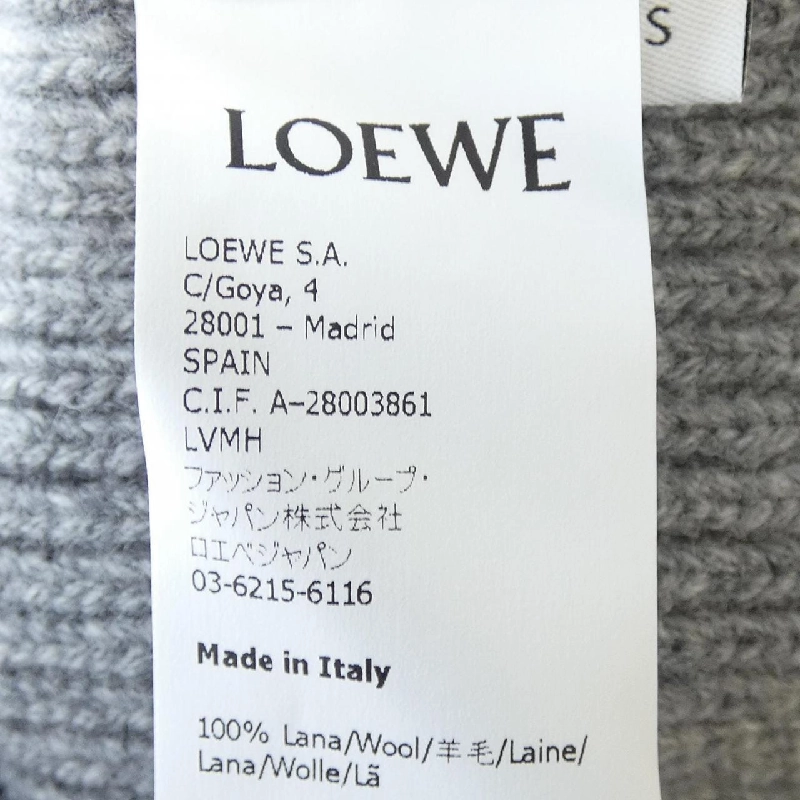 S
LOEWE
LOEWE S.A.
C/Goya, 4
28001 – Madrid
SPAIN
C.I.F. A–28003861
LVMH
ファッション・グループ・
ジャパン株式会社
ロエベジャパン
03-6215-6116
Made in Italy
100% Lana/Wool/羊毛/Laine/
Lana/Wolle/Lã